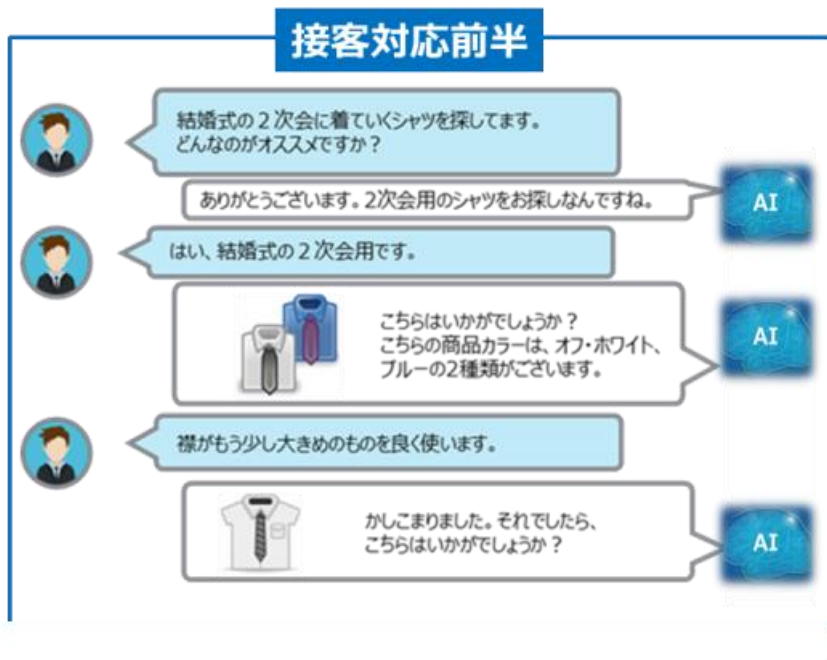 接客対応前半
結婚式の２次会に着ていくシャツを探してます。
どんなのがオススメですか？
ありがとうございます。2次会用のシャツをお探しなんですね。
AI
はい、結婚式の２次会用です。
こちらはいかがでしょうか？
こちらの商品カラーは、オフ・ホワイト、
ブルーの2種類がございます。
AI
襟がもう少し大きめのものを良く使います。
かしこまりました。それでしたら、
こちらはいかがでしょうか？
AI